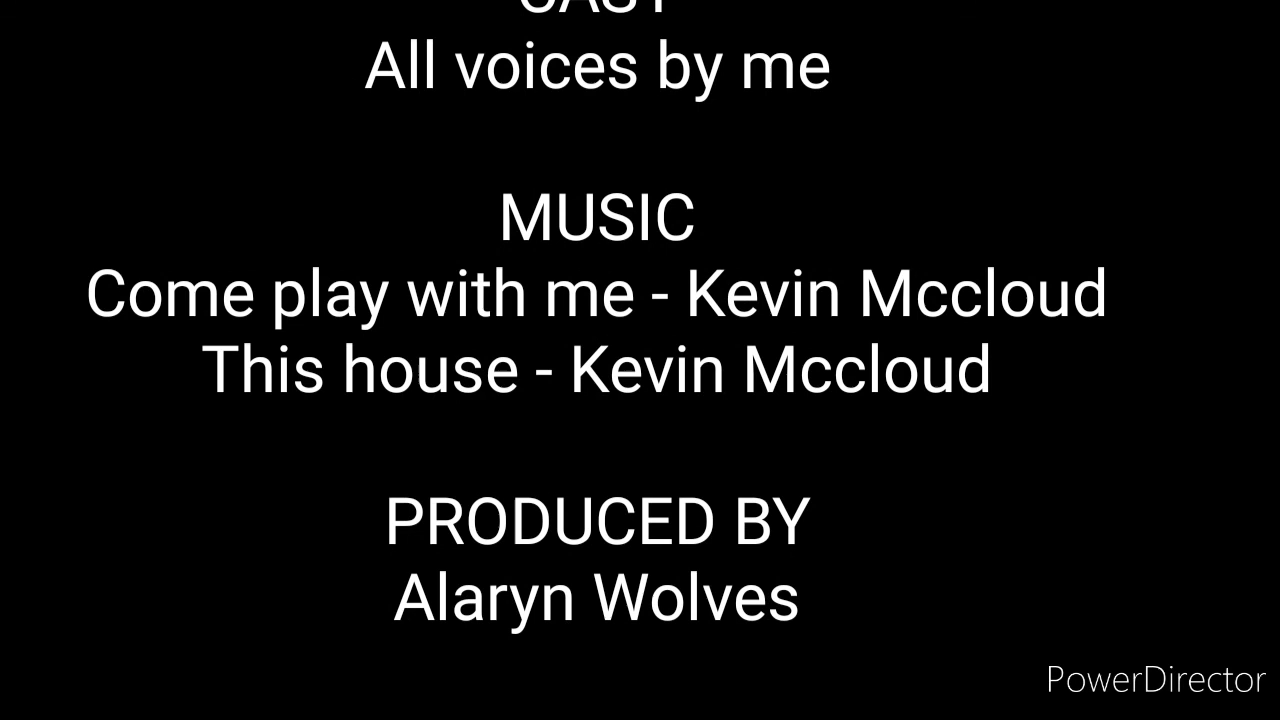 CAST
All voices by me
MUSIC
Come play with me - Kevin Mccloud
This house - Kevin Mccloud
PRODUCED BY
Alaryn Wolves
PowerDirector